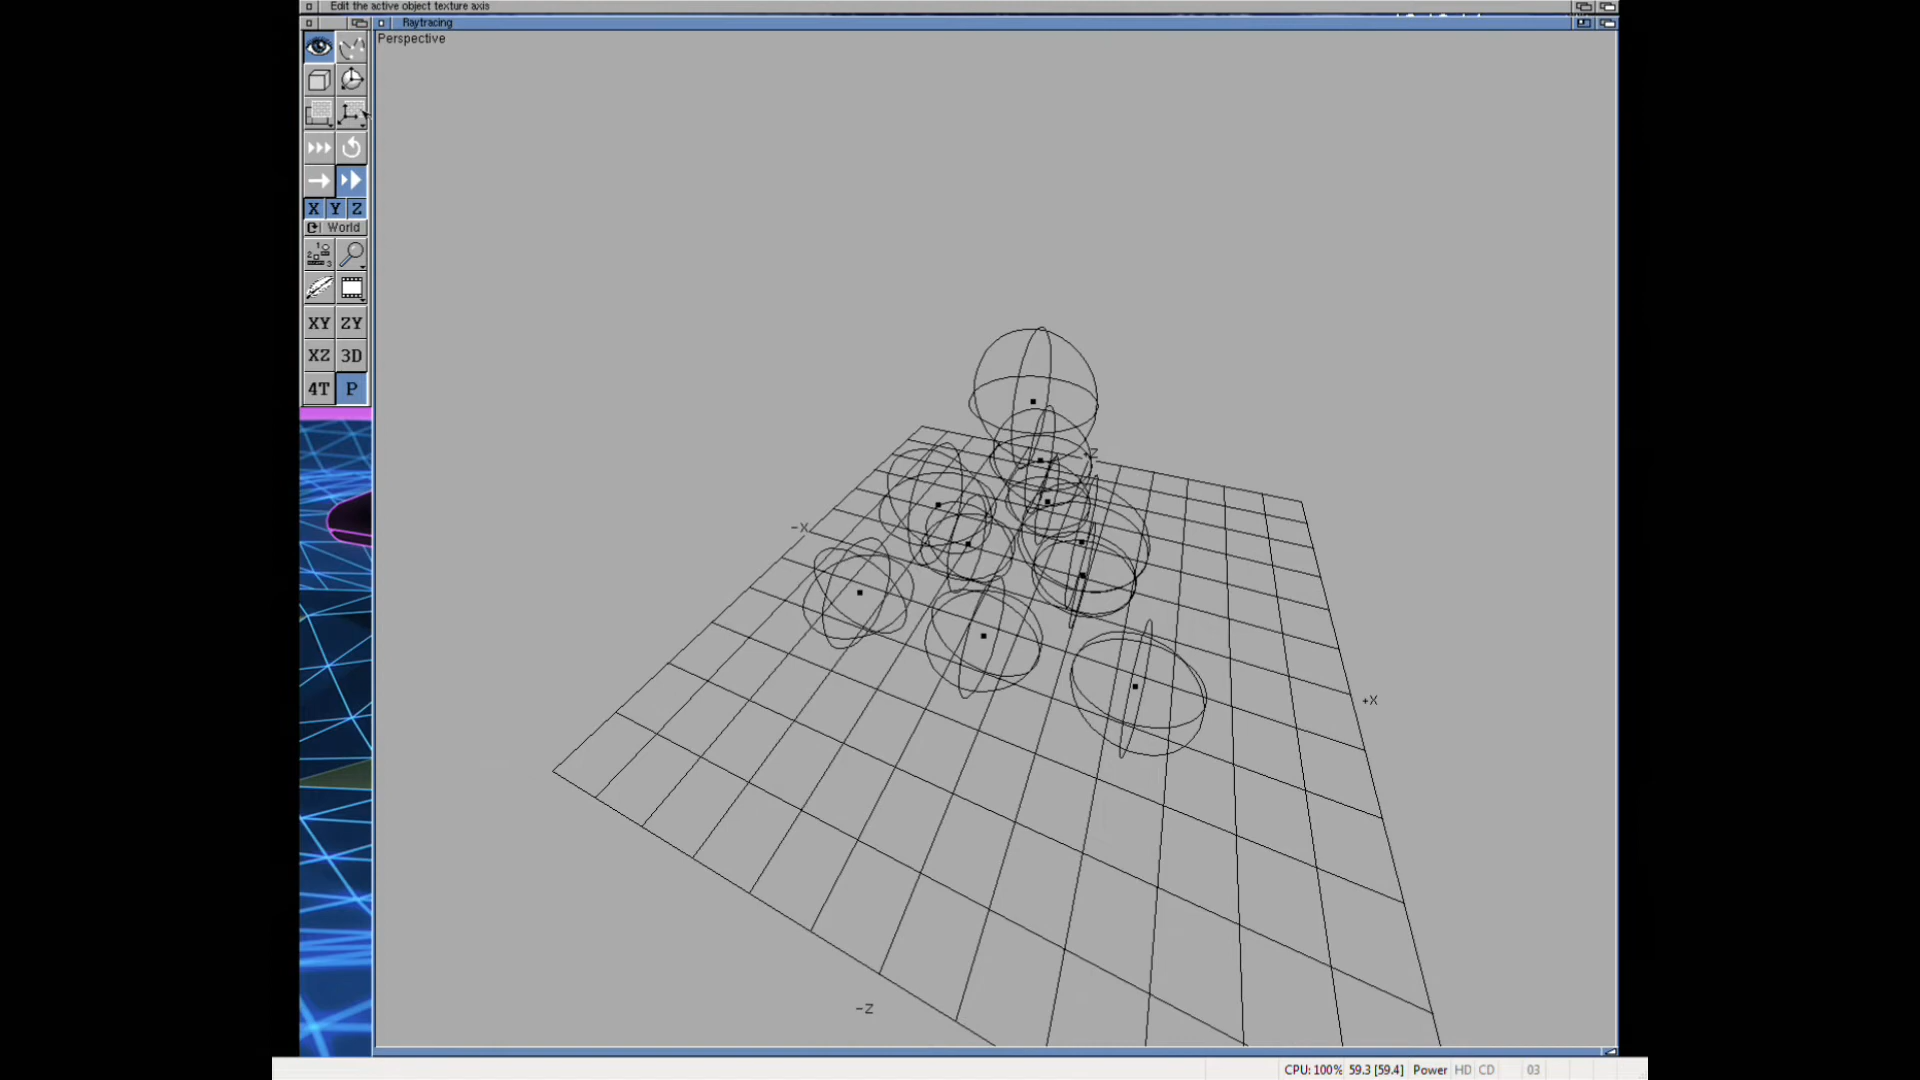 Edit the active object texture axis
Raytracing
Perspective
X Y Z
World
XY ZY
XZ 3D
4T P
+Z
-X
+X
-Z
CPU: 100% 59.3 [59.4] Power HD CD 03